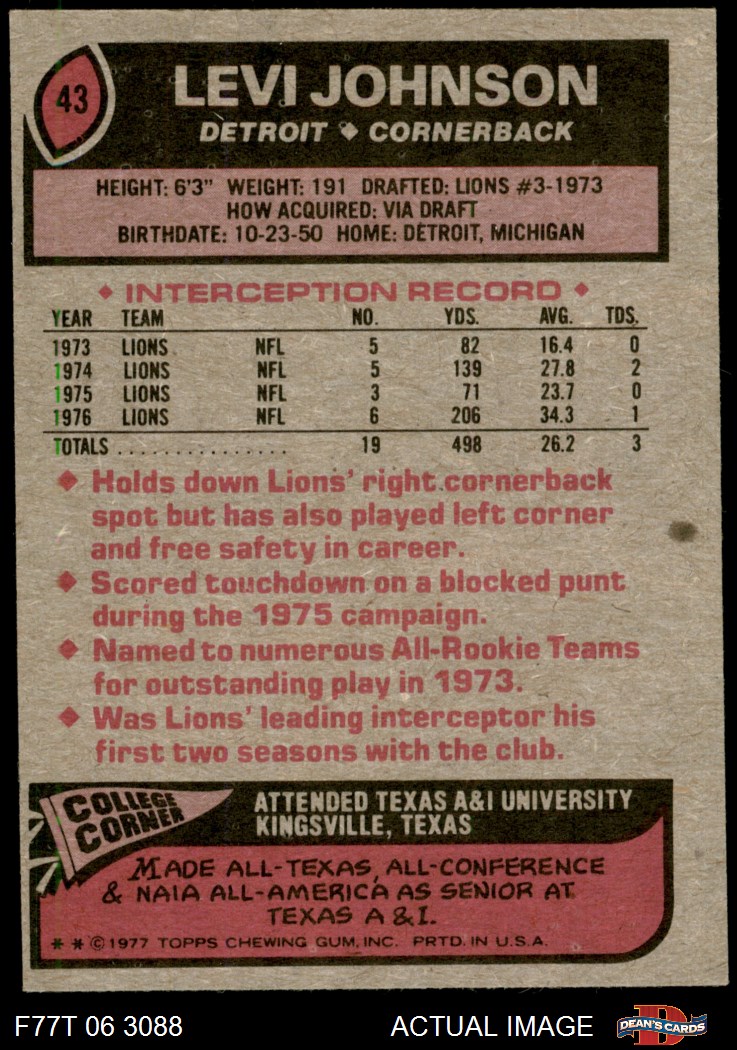 43
LEVI JOHNSON
DETROIT ◆ CORNERBACK
HEIGHT: 6'3" WEIGHT: 191 DRAFTED: LIONS #3-1973
HOW ACQUIRED: VIA DRAFT
BIRTHDATE: 10-23-50 HOME: DETROIT, MICHIGAN
◆ INTERCEPTION RECORD ◆
YEAR TEAM NO. YDS. AVG. TDS.
1973 LIONS NFL 5 82 16.4 0
1974 LIONS NFL 5 139 27.8 2
1975 LIONS NFL 3 71 23.7 0
1976 LIONS NFL 6 206 34.3 1
TOTALS ................ 19 498 26.2 3
◆ Holds down Lions' right cornerback
spot but has also played left corner
and free safety in career.
◆ Scored touchdown on a blocked punt
during the 1975 campaign.
◆ Named to numerous All-Rookie Teams
for outstanding play in 1973.
◆ Was Lions' leading interceptor his
first two seasons with the club.
COLLEGE
CORNER
ATTENDED TEXAS A&I UNIVERSITY
KINGSVILLE, TEXAS
MADE ALL-TEXAS, ALL-CONFERENCE
& NAIA ALL-AMERICA AS SENIOR AT
TEXAS A & I.
* * © 1977 TOPPS CHEWING GUM, INC. PRTD. IN U.S.A.
F77T 06 3088 ACTUAL IMAGE
D
DEAN'S CARDS